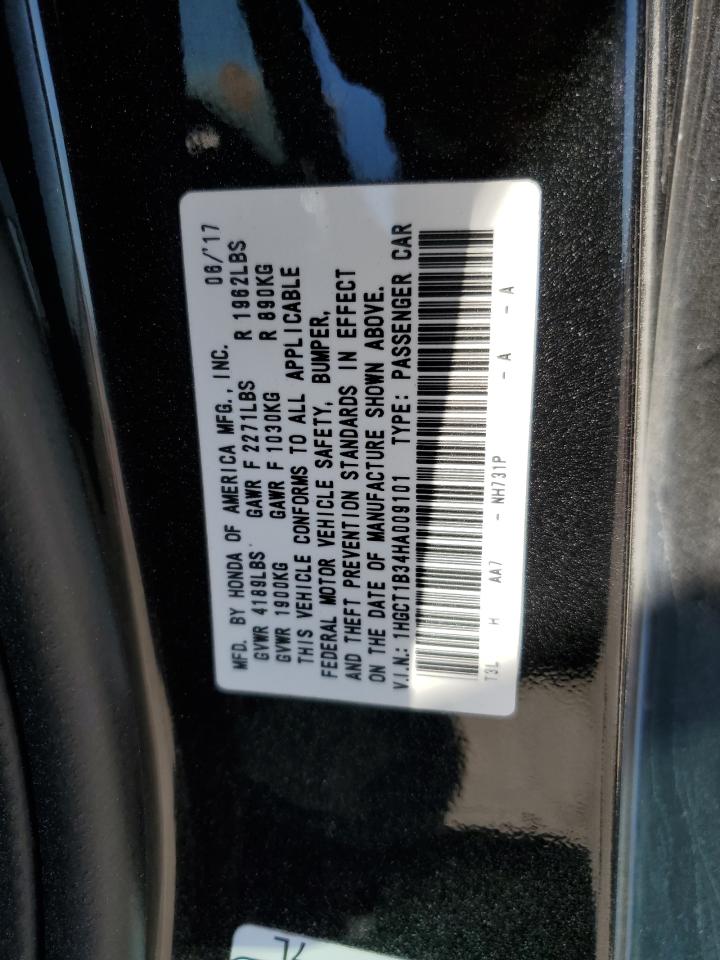 MFD. BY HONDA OF AMERICA MFG., INC. 06/'17
GVWR 4189LBS GAWR F 2271LBS R 1962LBS
GVWR 1900KG GAWR F 1030KG R 890KG
THIS VEHICLE CONFORMS TO ALL APPLICABLE
FEDERAL MOTOR VEHICLE SAFETY, BUMPER,
AND THEFT PREVENTION STANDARDS IN EFFECT
ON THE DATE OF MANUFACTURE SHOWN ABOVE.
V.I.N.: 1HGCT1B34HA009101 TYPE: PASSENGER CAR
T3L H AA7 - NH731P - A - A